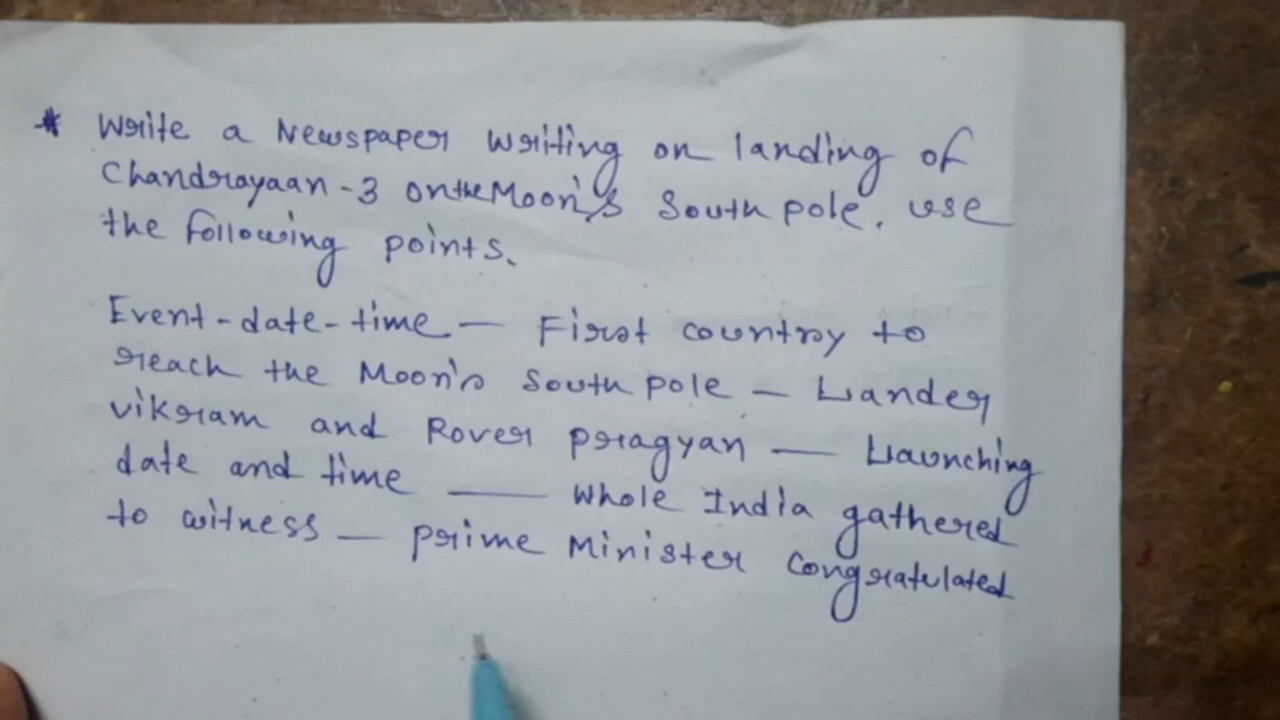 * Write a Newspaper writing on landing of
Chandrayaan-3 on the Moon's South pole. use
the following points.
Event-date-time — First country to
reach the Moon's South pole — Lander
vikram and Rover pragyan — Launching
date and time — Whole India gathered
to witness — prime Minister congratulated